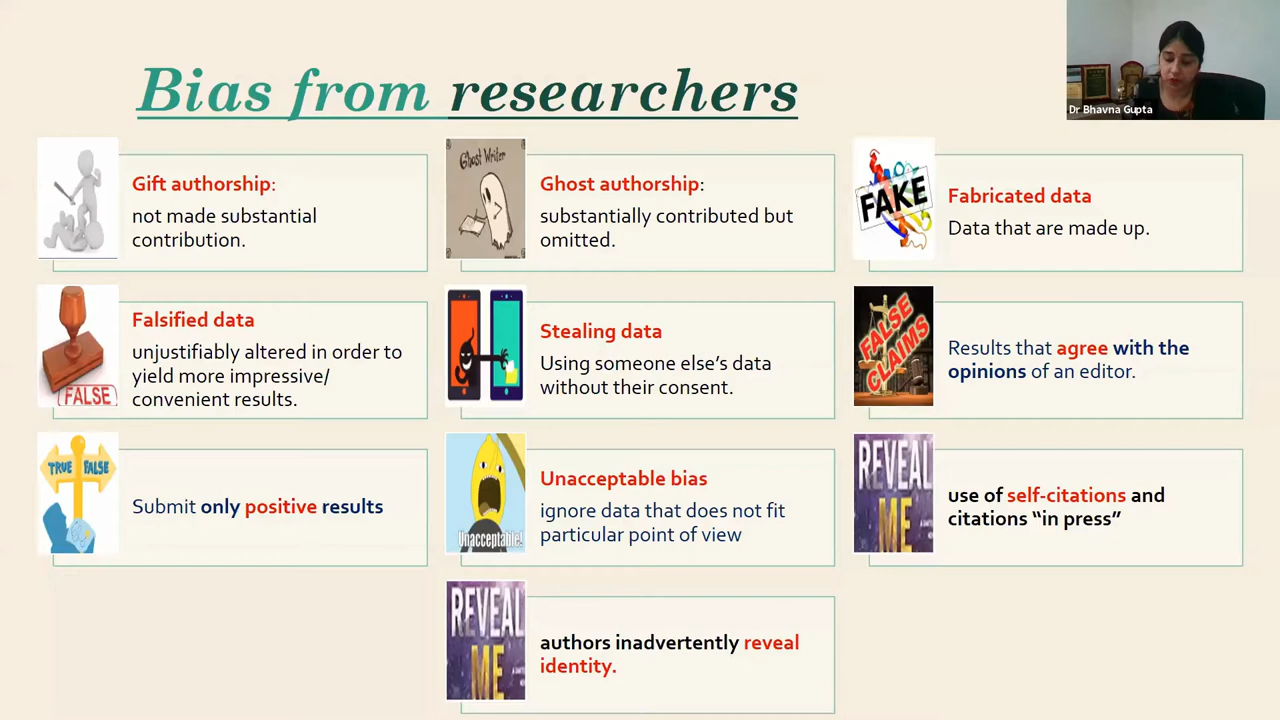 Bias from researchers
Dr Bhavna Gupta
Gift authorship:
not made substantial
contribution.
Ghost Writer
Ghost authorship:
substantially contributed but
omitted.
FAKE
Fabricated data
Data that are made up.
FALSE
Falsified data
unjustifiably altered in order to
yield more impressive/
convenient results.
Stealing data
Using someone else’s data
without their consent.
FALSE
CLAIMS
Results that agree with the
opinions of an editor.
TRUE FALSE
Submit only positive results
Unacceptable!
Unacceptable bias
ignore data that does not fit
particular point of view
REVEAL
ME
use of self-citations and
citations “in press”
REVEAL
ME
authors inadvertently reveal
identity.